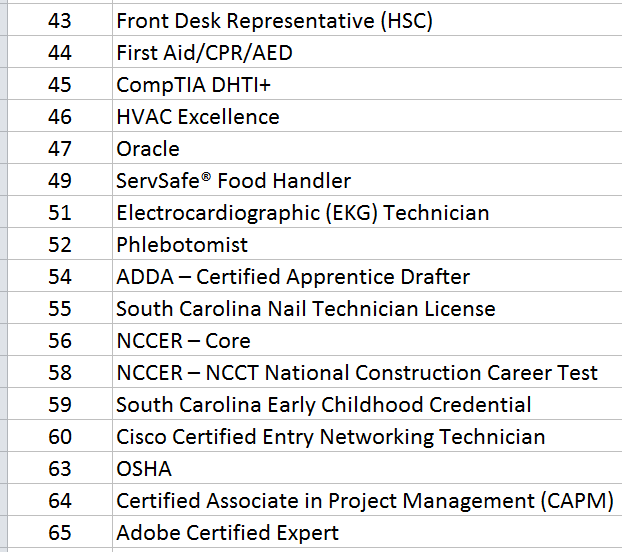 43 Front Desk Representative (HSC)
44 First Aid/CPR/AED
45 CompTIA DHTI+
46 HVAC Excellence
47 Oracle
49 ServSafe® Food Handler
51 Electrocardiographic (EKG) Technician
52 Phlebotomist
54 ADDA – Certified Apprentice Drafter
55 South Carolina Nail Technician License
56 NCCER – Core
58 NCCER – NCCT National Construction Career Test
59 South Carolina Early Childhood Credential
60 Cisco Certified Entry Networking Technician
63 OSHA
64 Certified Associate in Project Management (CAPM)
65 Adobe Certified Expert